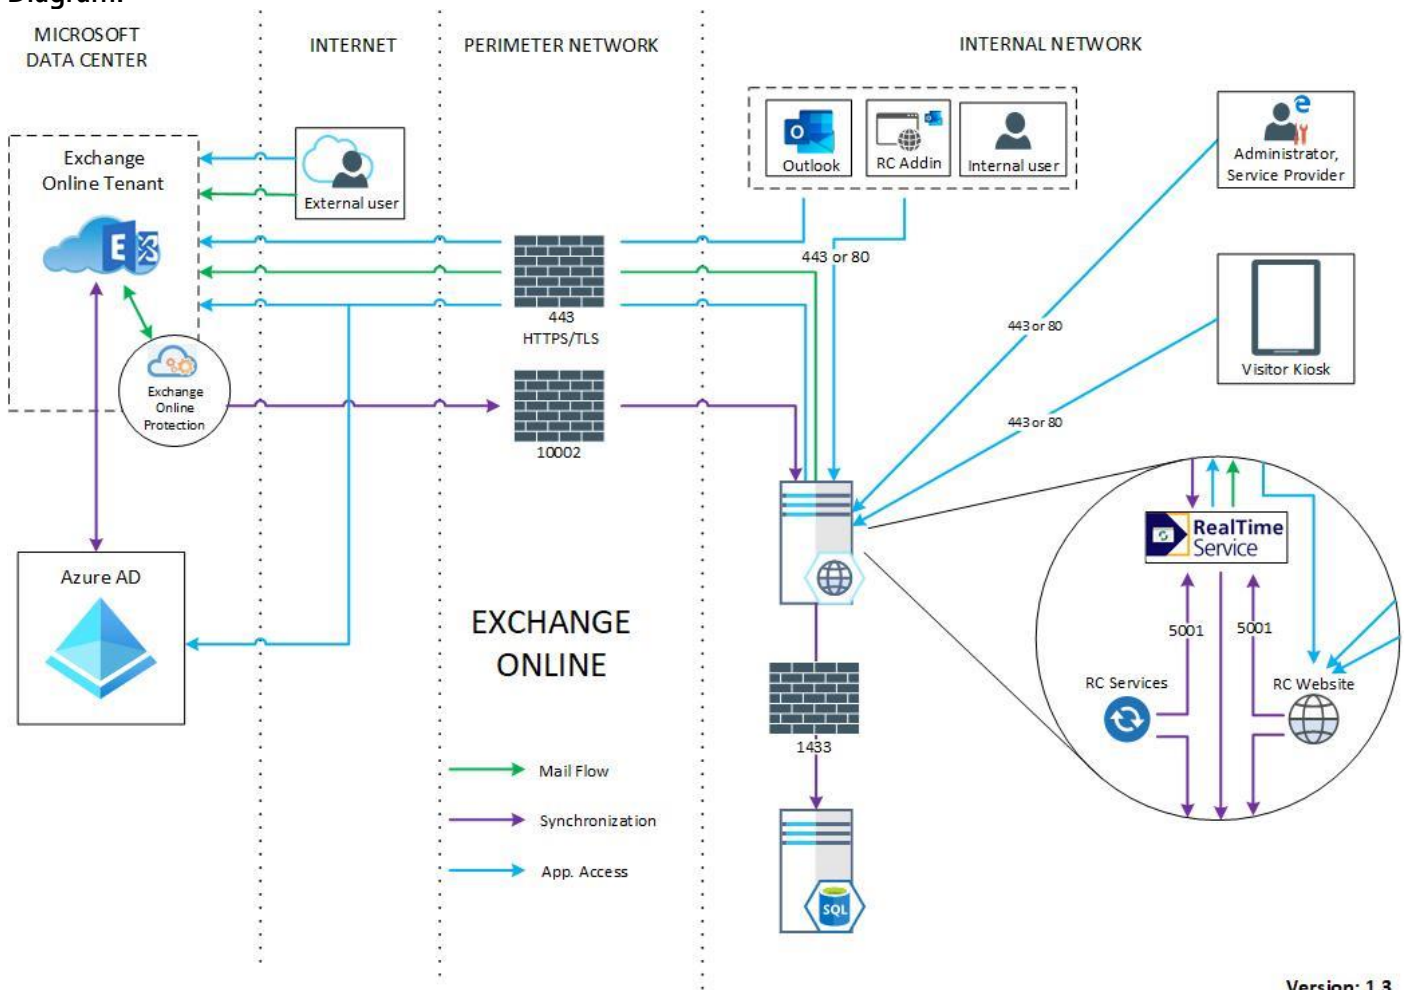 Diagram:
MICROSOFT
DATA CENTER
INTERNET
PERIMETER NETWORK
INTERNAL NETWORK
Exchange
Online Tenant
E
External user
O
Outlook
RC Addin
Internal user
Administrator,
Service Provider
443 or 80
443
HTTPS/TLS
443 or 80
Visitor Kiosk
Exchange
Online
Protection
10002
443 or 80
RealTime
Service
Azure AD
EXCHANGE
ONLINE
5001
5001
RC Services
RC Website
1433
Mail Flow
Synchronization
App. Access
SQL
Version: 1.3